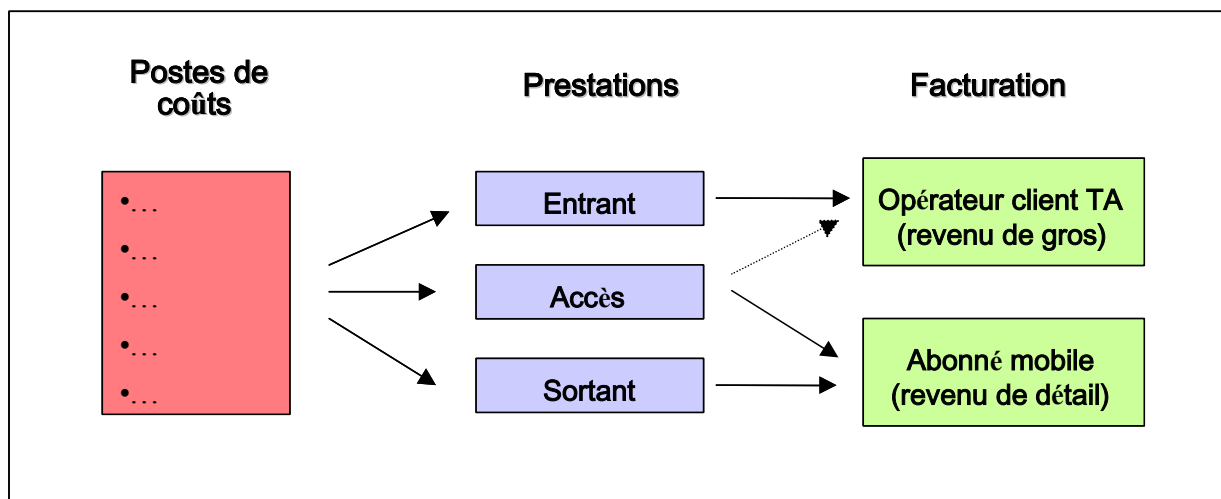 Postes de
coûts
Prestations
Facturation
•...
•...
•...
•...
•...
Entrant
Accès
Sortant
Opérateur client TA
(revenu de gros)
Abonné mobile
(revenu de détail)